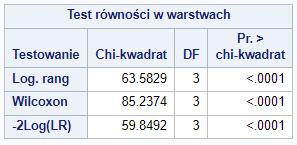 Test równości w warstwach
Testowanie Chi-kwadrat DF Pr. > chi-kwadrat
Log. rang 63.5829 3 <.0001
Wilcoxon 85.2374 3 <.0001
-2Log(LR) 59.8492 3 <.0001